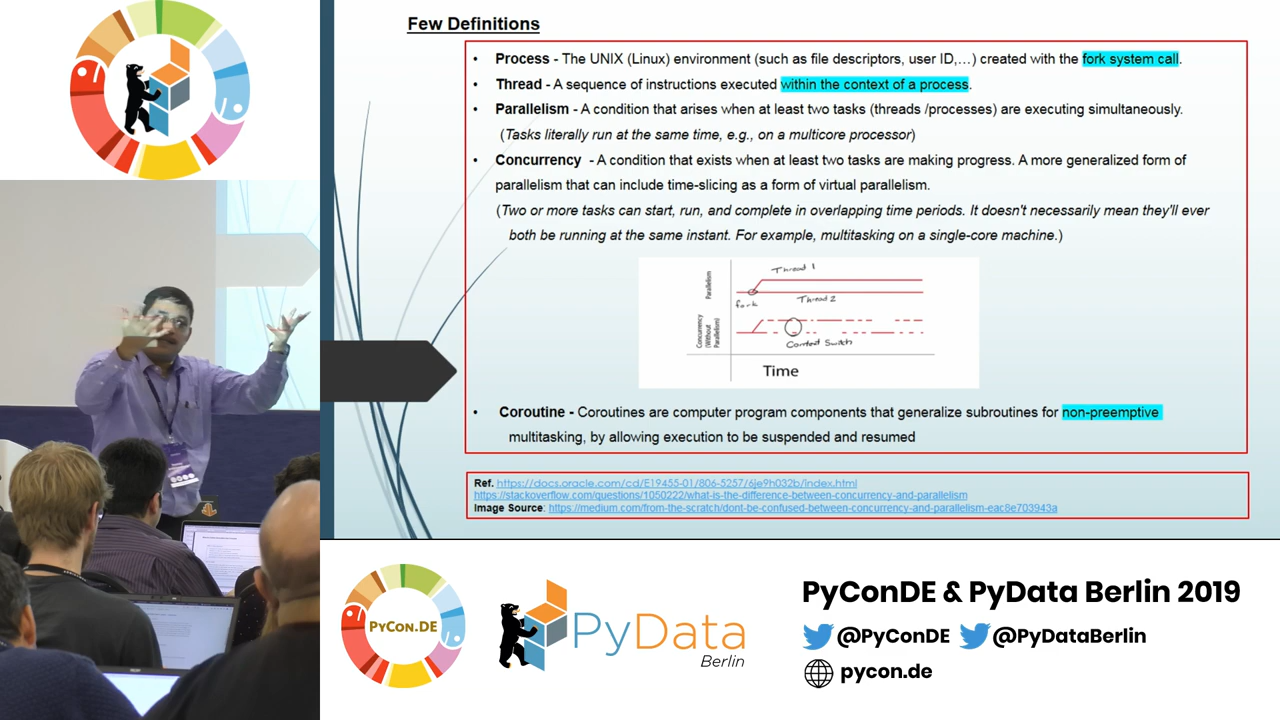 Few Definitions
• Process - The UNIX (Linux) environment (such as file descriptors, user ID,…) created with the fork system call.
• Thread - A sequence of instructions executed within the context of a process.
• Parallelism - A condition that arises when at least two tasks (threads /processes) are executing simultaneously.
(Tasks literally run at the same time, e.g., on a multicore processor)
• Concurrency - A condition that exists when at least two tasks are making progress. A more generalized form of
parallelism that can include time-slicing as a form of virtual parallelism.
(Two or more tasks can start, run, and complete in overlapping time periods. It doesn't necessarily mean they'll ever
both be running at the same instant. For example, multitasking on a single-core machine.)
Parallelism
Thread 1
fork
Thread 2
Concurrency
(Without
Parallelism)
Context Switch
Time
• Coroutine - Coroutines are computer program components that generalize subroutines for non-preemptive
multitasking, by allowing execution to be suspended and resumed
Ref. https://docs.oracle.com/cd/E19455-01/806-5257/6je9h032b/index.html
https://stackoverflow.com/questions/1050222/what-is-the-difference-between-concurrency-and-parallelism
Image Source: https://medium.com/from-the-scratch/dont-be-confused-between-concurrency-and-parallelism-eac8e703943a
PyCon.DE
PyData
Berlin
PyConDE & PyData Berlin 2019
@PyConDE @PyDataBerlin
pycon.de